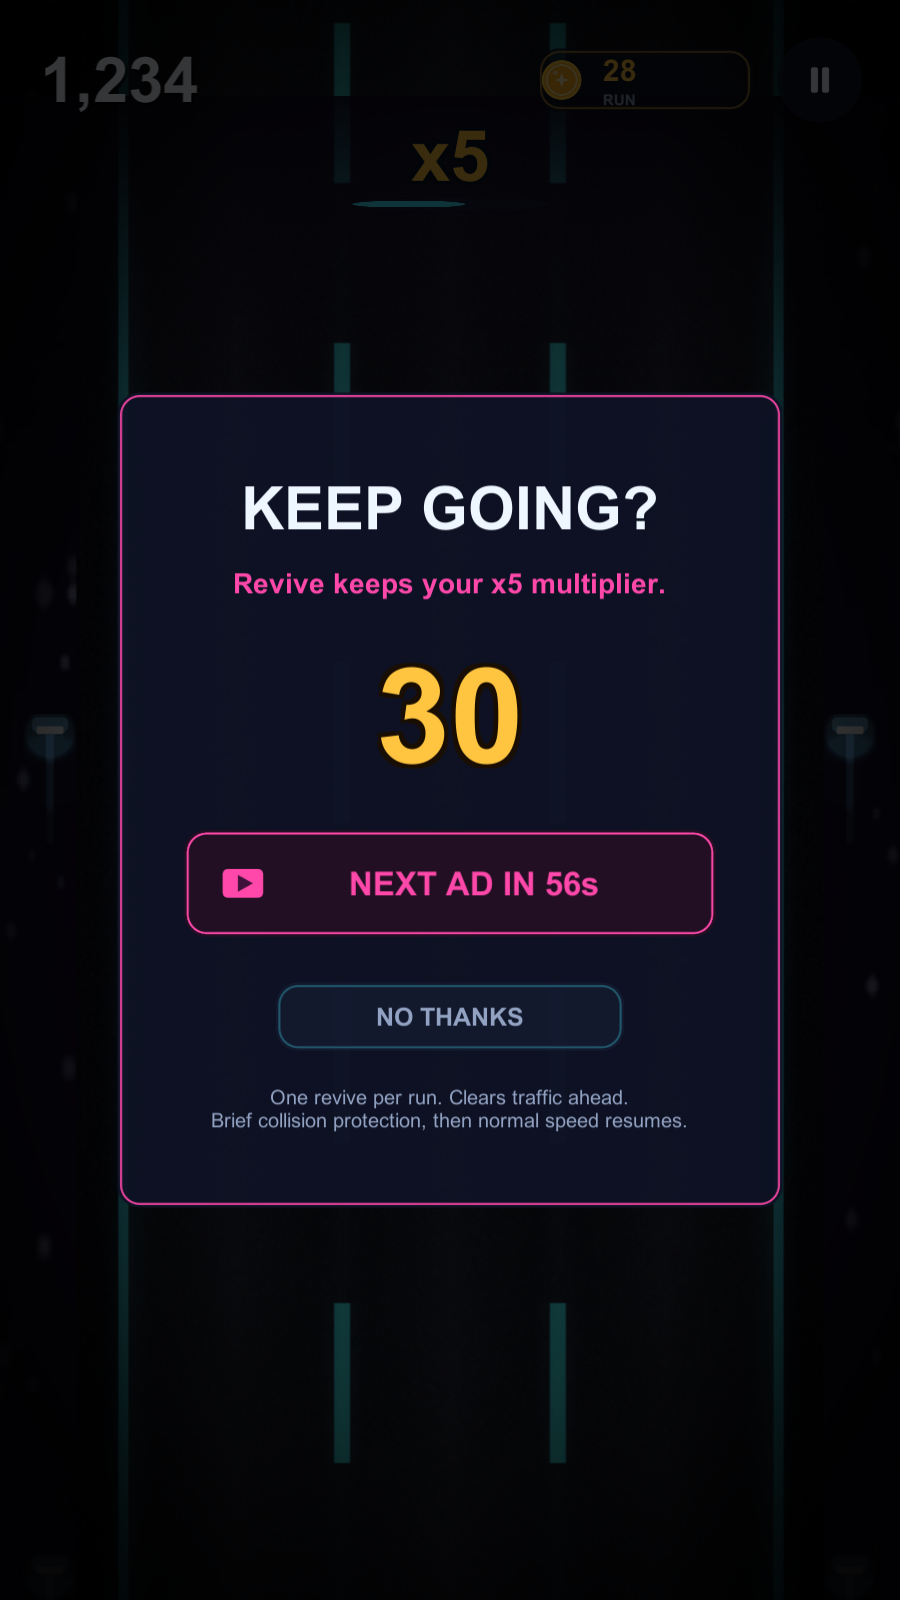 1,234
28
RUN
x5
KEEP GOING?
Revive keeps your x5 multiplier.
30
NEXT AD IN 56s
NO THANKS
One revive per run. Clears traffic ahead.
Brief collision protection, then normal speed resumes.